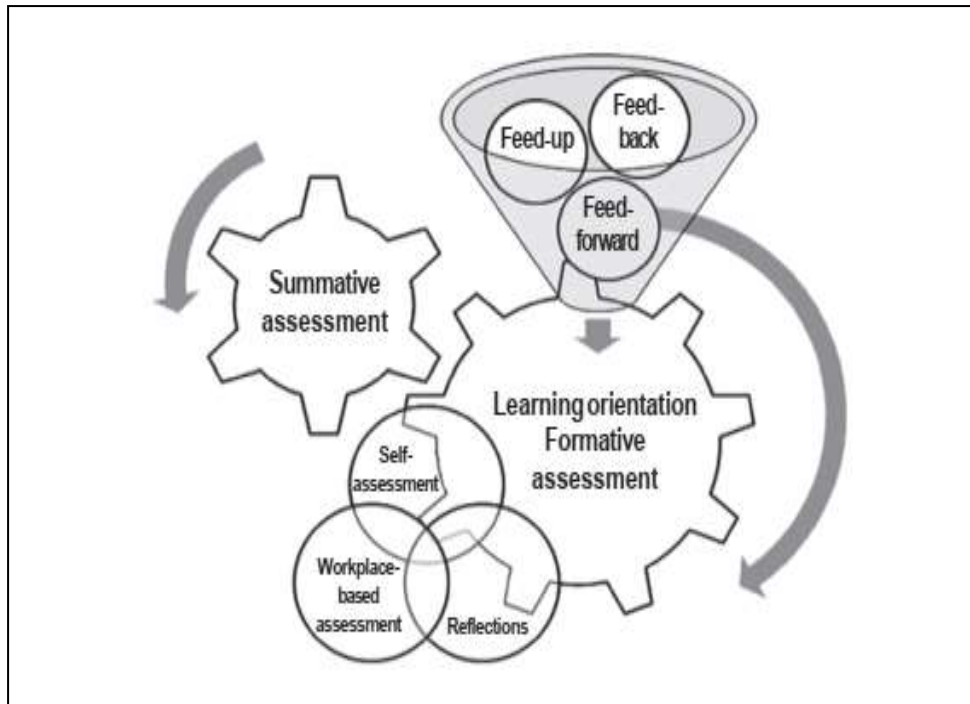 Feed-
back
Feed-up
Feed-
forward
Summative
assessment
Learning orientation
Formative
assessment
Self-
assessment
Workplace-
based
assessment
Reflections